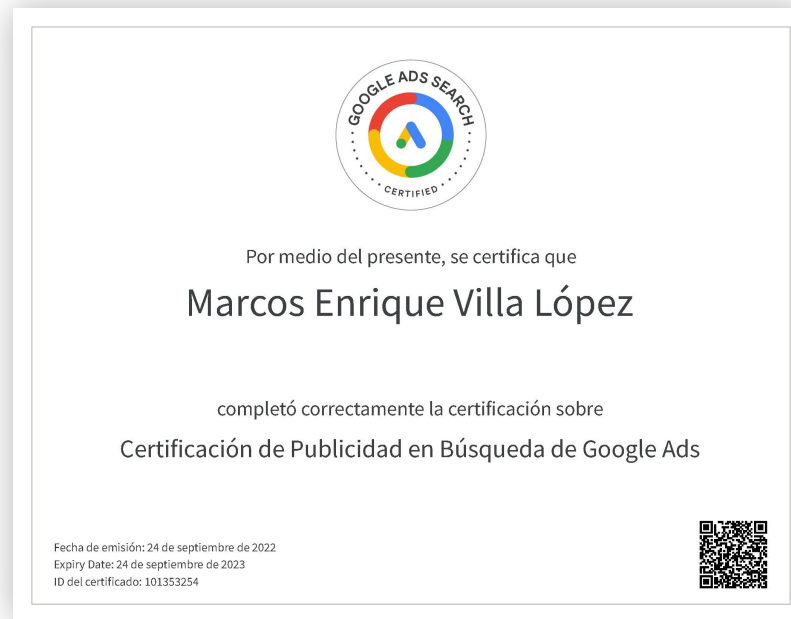 GOOGLE ADS SEARCH
CERTIFIED
Por medio del presente, se certifica que
Marcos Enrique Villa López
completó correctamente la certificación sobre
Certificación de Publicidad en Búsqueda de Google Ads
Fecha de emisión: 24 de septiembre de 2022
Expiry Date: 24 de septiembre de 2023
ID del certificado: 101353254